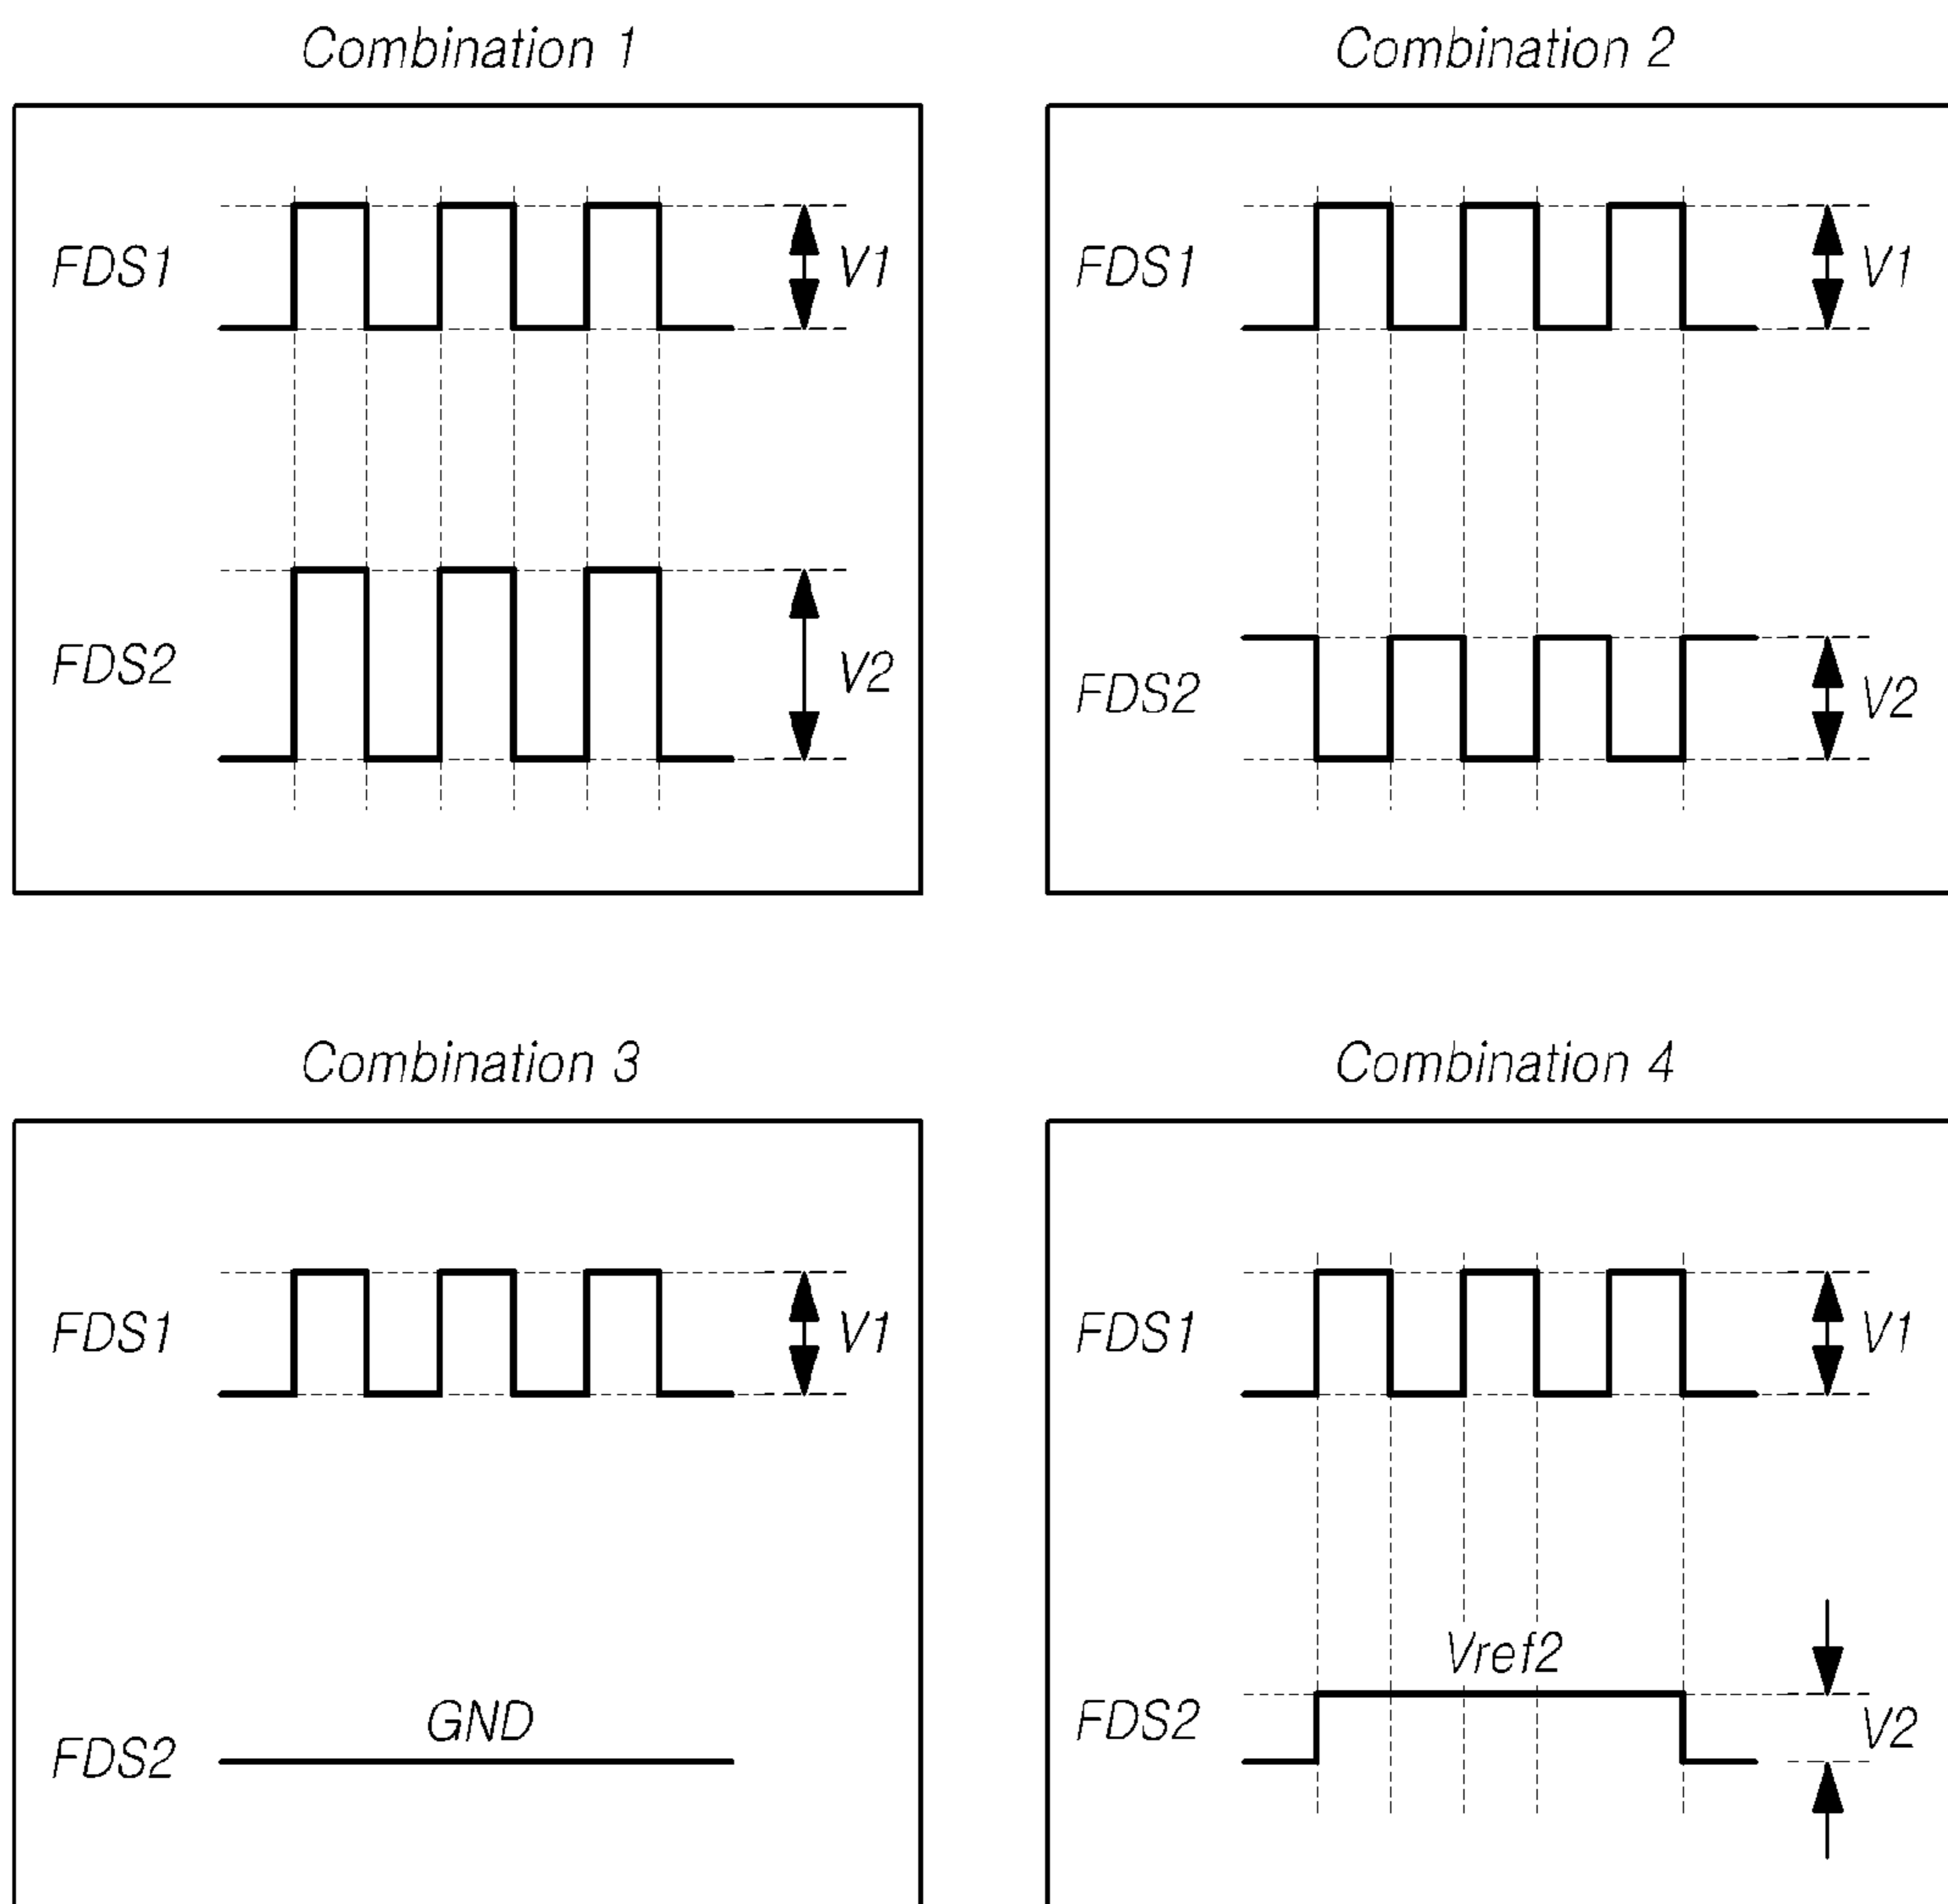 Combination 1
FDS1
V1
FDS2
V2
Combination 2
FDS1
V1
FDS2
V2
Combination 3
FDS1
V1
GND
FDS2
Combination 4
FDS1
V1
Vref2
FDS2
V2